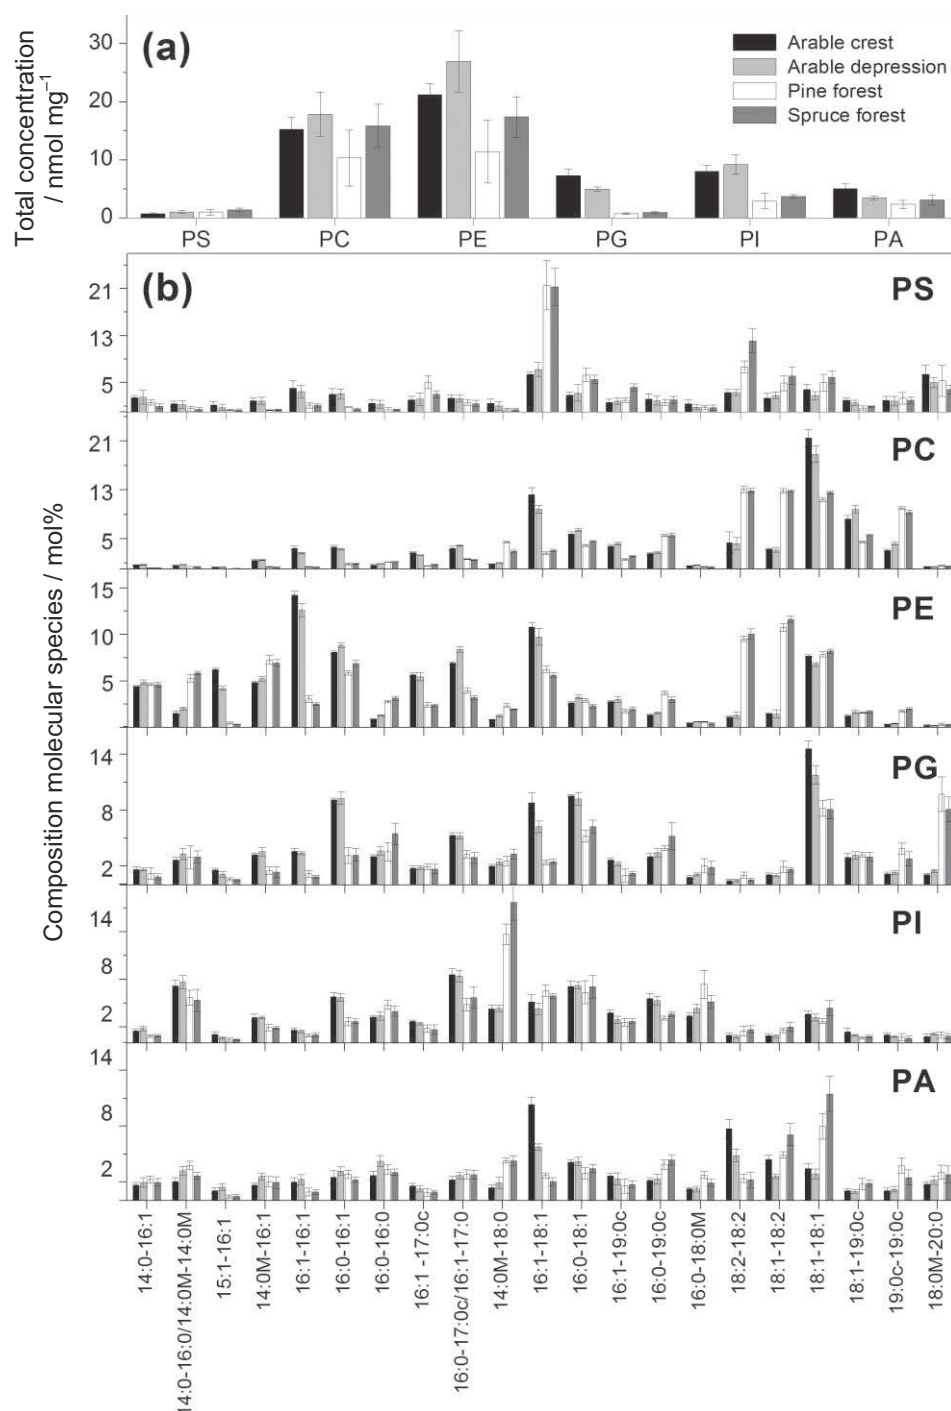 (a)
Total concentration
/ nmol mg⁻¹
30
20
10
0
Arable crest
Arable depression
Pine forest
Spruce forest
PS
PC
PE
PG
PI
PA
(b)
Composition molecular species / mol%
PS
21
13
5
PC
21
13
5
PE
15
10
5
PG
14
8
2
PI
14
8
2
PA
14
8
2
14:0-16:1
14:0-16:0/14:0M-14:0M
15:1-16:1
14:0M-16:1
16:1-16:1
16:0-16:1
16:0-16:0
16:1 -17:0c
16:0-17:0c/16:1-17:0
14:0M-18:0
16:1-18:1
16:0-18:1
16:1-19:0c
16:0-19:0c
16:0-18:0M
18:2-18:2
18:1-18:2
18:1-18:1
18:1-19:0c
19:0c-19:0c
18:0M-20:0